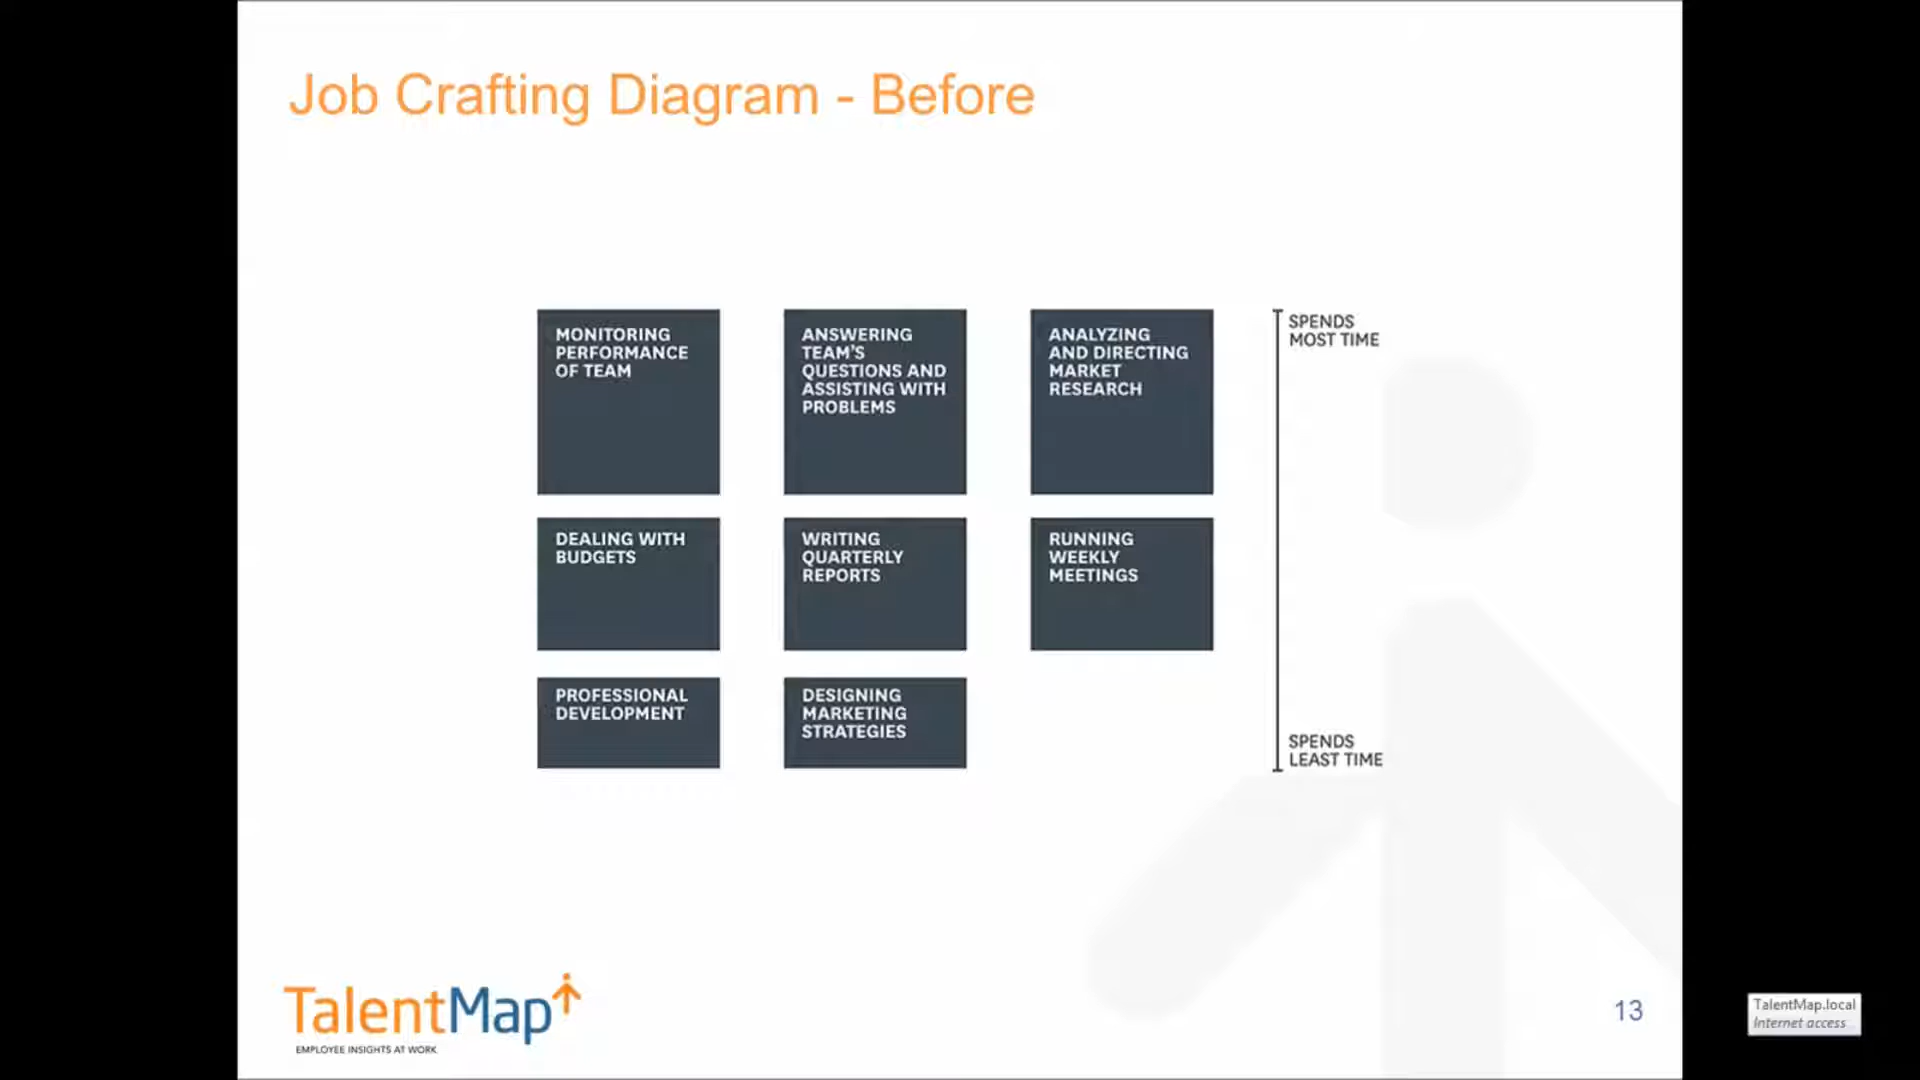 Job Crafting Diagram - Before
MONITORING
PERFORMANCE
OF TEAM
ANSWERING
TEAM'S
QUESTIONS AND
ASSISTING WITH
PROBLEMS
ANALYZING
AND DIRECTING
MARKET
RESEARCH
SPENDS
MOST TIME
DEALING WITH
BUDGETS
WRITING
QUARTERLY
REPORTS
RUNNING
WEEKLY
MEETINGS
PROFESSIONAL
DEVELOPMENT
DESIGNING
MARKETING
STRATEGIES
SPENDS
LEAST TIME
TalentMap
EMPLOYEE INSIGHTS AT WORK
13
TalentMap.local
Internet access